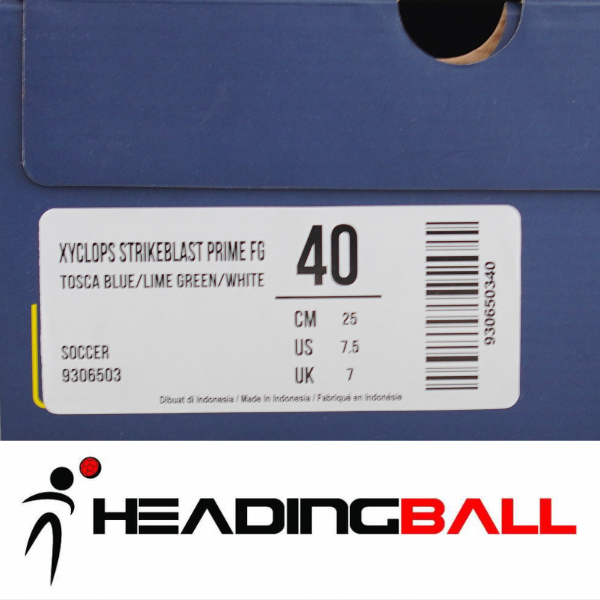 XYCLOPS STRIKEBLAST PRIME FG
TOSCA BLUE/LIME GREEN/WHITE
SOCCER
9306503
40
CM 25
US 7.5
UK 7
930650340
Dibuat di Indonesia / Made in Indonesia / Fabriqué en Indonésie
HEADINGBALL